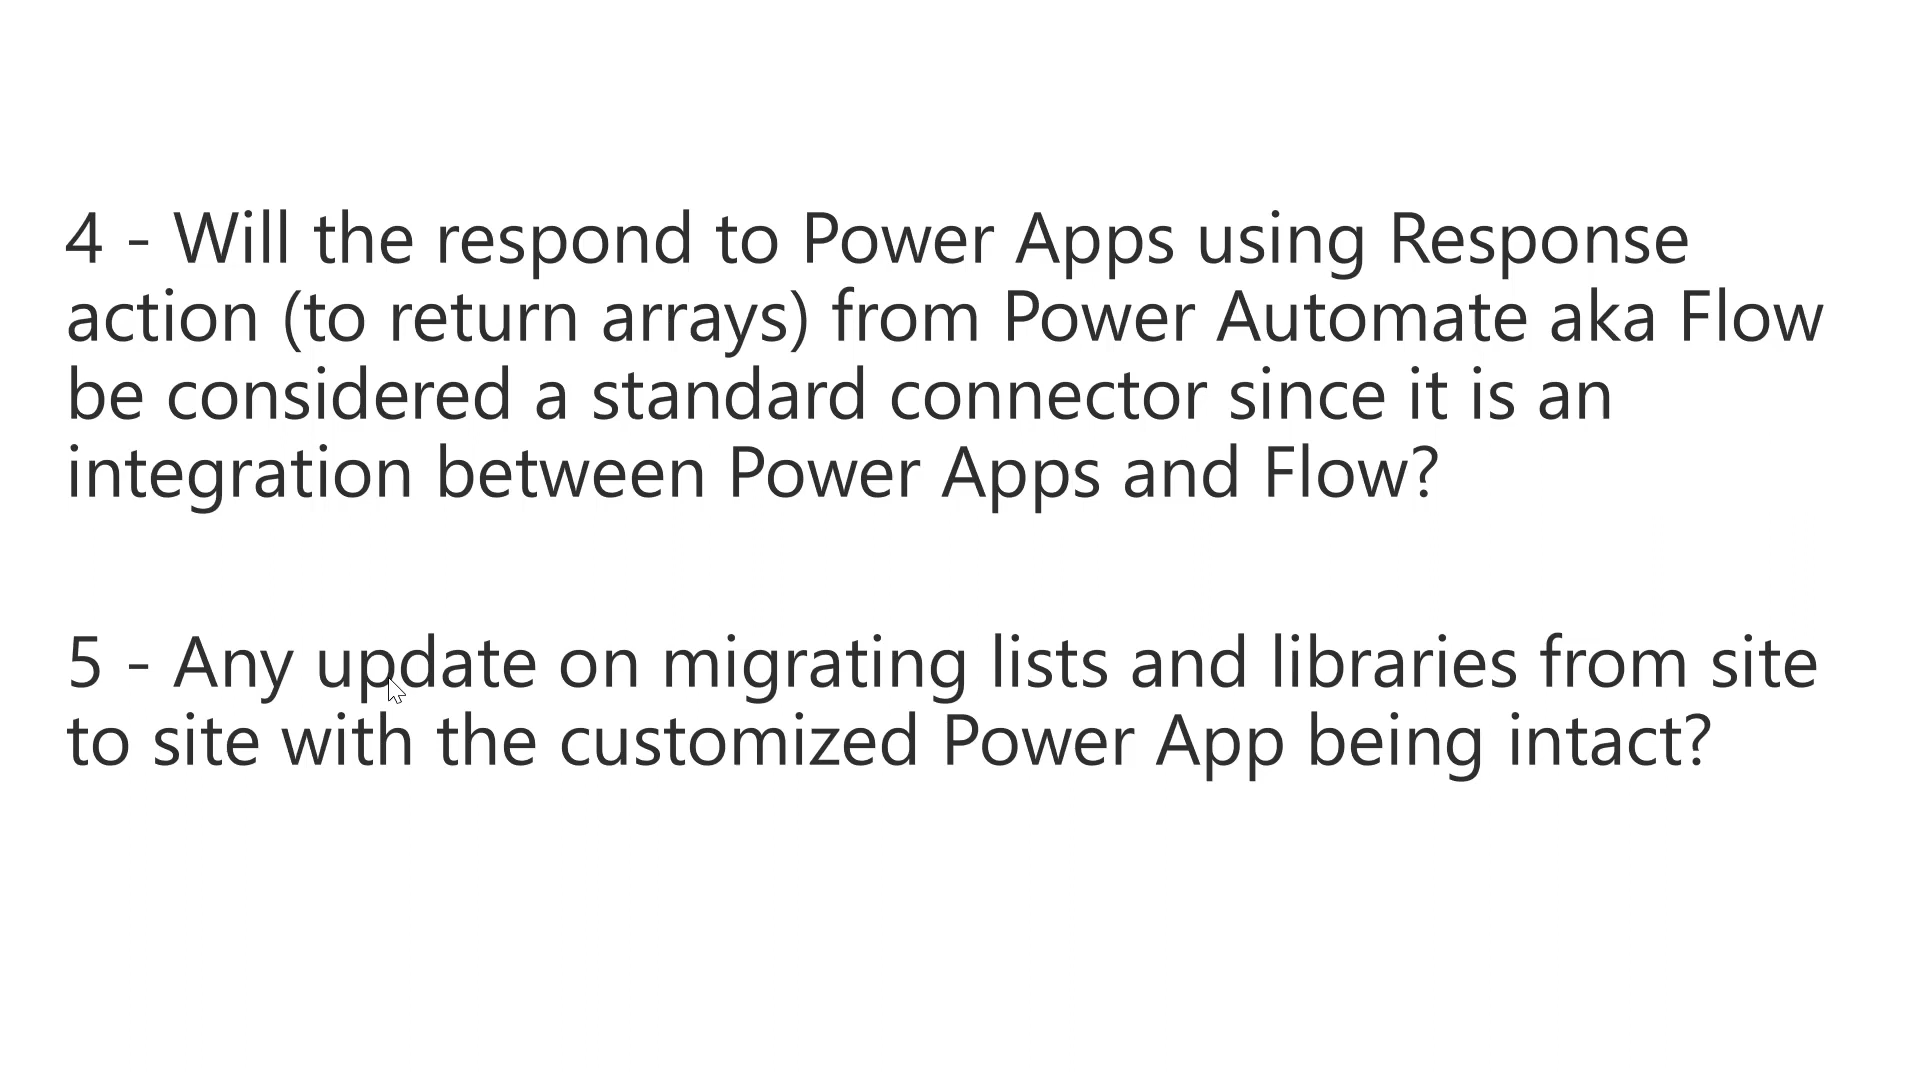 4 - Will the respond to Power Apps using Response
action (to return arrays) from Power Automate aka Flow
be considered a standard connector since it is an
integration between Power Apps and Flow?
5 - Any update on migrating lists and libraries from site
to site with the customized Power App being intact?